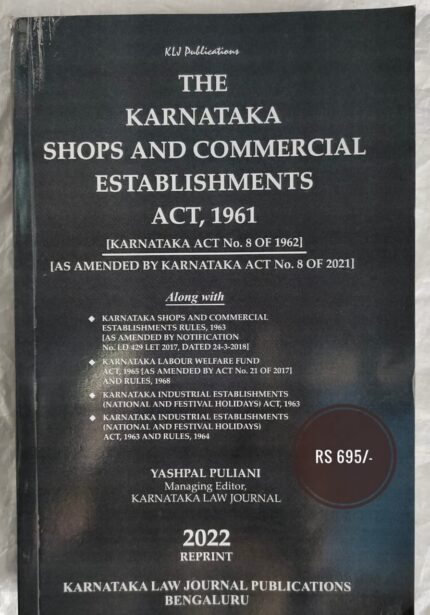 KLJ Publications
THE
KARNATAKA
SHOPS AND COMMERCIAL
ESTABLISHMENTS
ACT, 1961
[KARNATAKA ACT No. 8 OF 1962]
[AS AMENDED BY KARNATAKA ACT No. 8 OF 2021]
Along with
◆ KARNATAKA SHOPS AND COMMERCIAL
ESTABLISHMENTS RULES, 1963
[AS AMENDED BY NOTIFICATION
No. LD 429 LET 2017, DATED 24-3-2018]
◆ KARNATAKA LABOUR WELFARE FUND
ACT, 1965 [AS AMENDED BY ACT No. 21 OF 2017]
AND RULES, 1968
◆ KARNATAKA INDUSTRIAL ESTABLISHMENTS
(NATIONAL AND FESTIVAL HOLIDAYS) ACT, 1963
◆ KARNATAKA INDUSTRIAL ESTABLISHMENTS
(NATIONAL AND FESTIVAL HOLIDAYS)
ACT, 1963 AND RULES, 1964
RS 695/-
YASHPAL PULIANI
Managing Editor,
KARNATAKA LAW JOURNAL
2022
REPRINT
KARNATAKA LAW JOURNAL PUBLICATIONS
BENGALURU